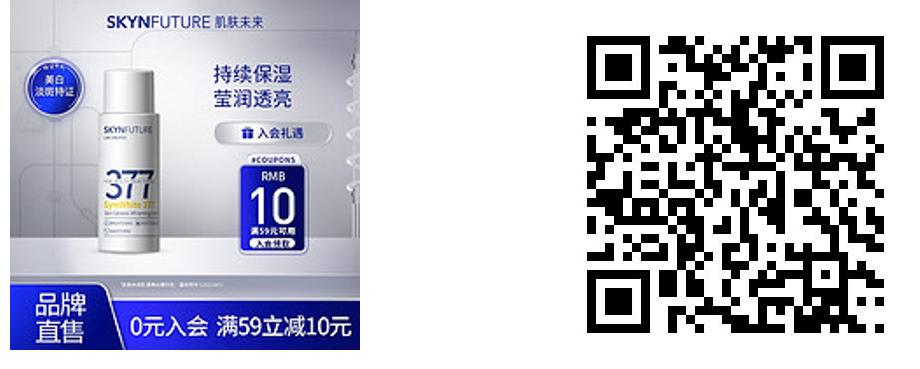 SKYNFUTURE 肌肤未来
美白
淡斑特证
持续保湿
莹润透亮
入会礼遇
SKYNFUTURE
377
SymWhite 377
#COUPONS
RMB
10
满59元可用
入会领取
品牌
直售
0元入会 满59立减10元